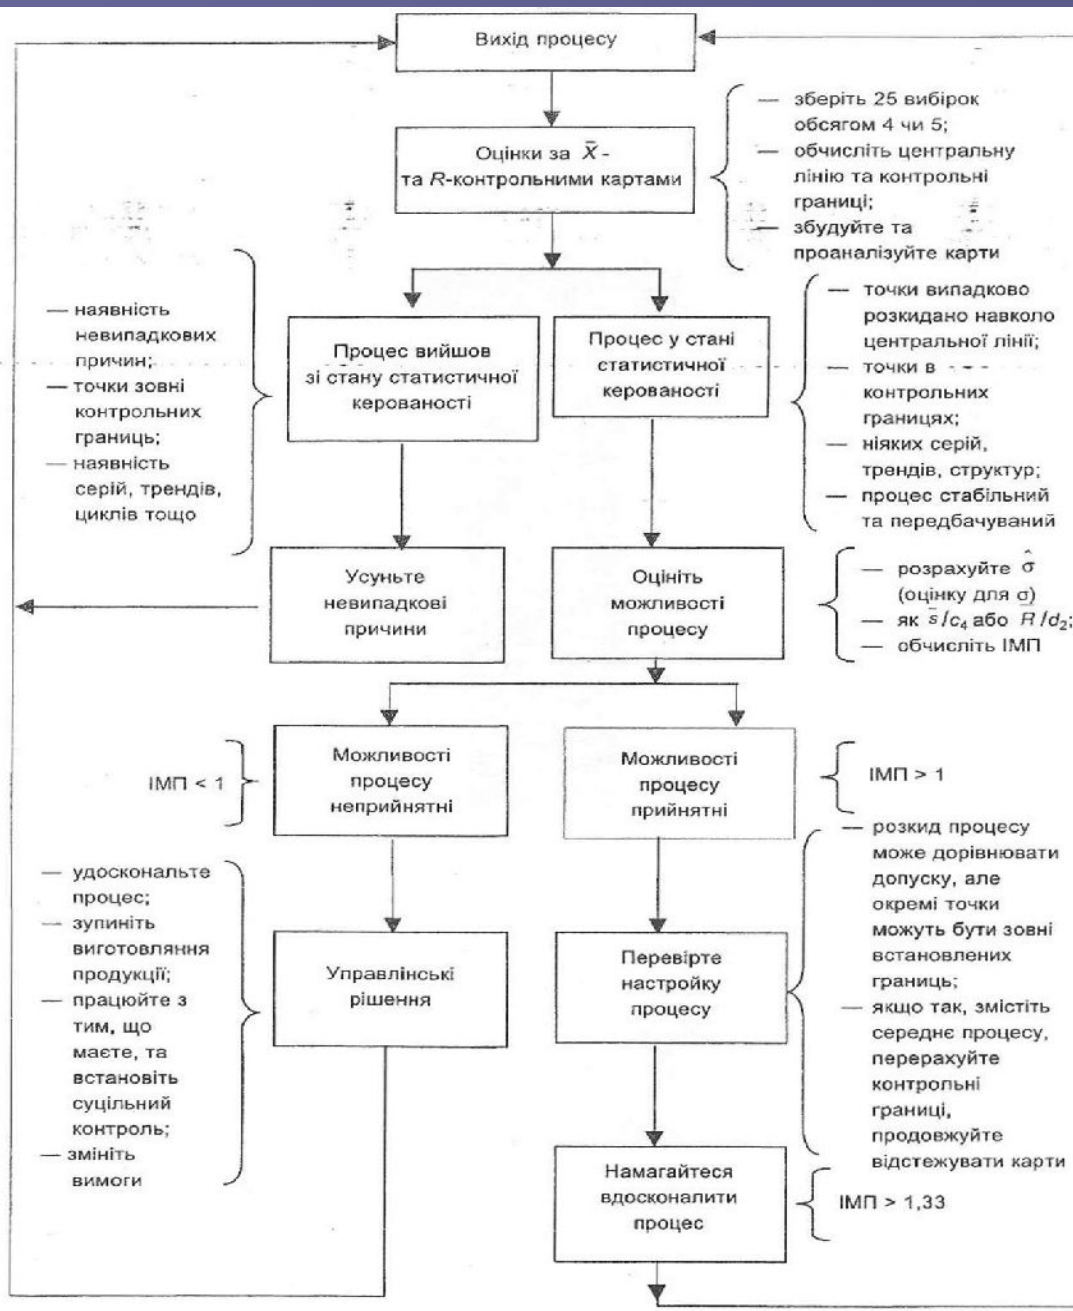 Вихід процесу
— зберіть 25 вибірок
обсягом 4 чи 5;
— обчисліть центральну
лінію та контрольні
границі;
— збудуйте та
проаналізуйте карти
Оцінки за X̄ -
та R-контрольними картами
— наявність
невипадкових
причин;
— точки зовні
контрольних
границь;
— наявність
серій, трендів,
циклів тощо
Процес вийшов
зі стану статистичної
керованості
Процес у стані
статистичної
керованості
— точки випадково
розкидано навколо
центральної лінії;
— точки в
контрольних
границях;
— ніяких серій,
трендів, структур;
— процес стабільний
та передбачуваний
Усуньте
невипадкові
причини
Оцініть
можливості
процесу
— розрахуйте σ̂
(оцінку для σ)
— як s̄/c₄ або R̄/d₂;
— обчисліть ІМП
ІМП < 1
Можливості
процесу
неприйнятні
Можливості
процесу
прийнятні
ІМП > 1
— удоскональте
процес;
— зупиніть
виготовляння
продукції;
— працюйте з
тим, що
маєте, та
встановіть
суцільний
контроль;
— змініть
вимоги
Управлінські
рішення
Перевірте
настройку
процесу
— розкид процесу
може дорівнювати
допуску, але
окремі точки
можуть бути зовні
встановлених
границь;
— якщо так, змістіть
середнє процесу,
перерахуйте
контрольні
границі,
продовжуйте
відстежувати карти
Намагайтеся
вдосконалити
процес
ІМП > 1,33